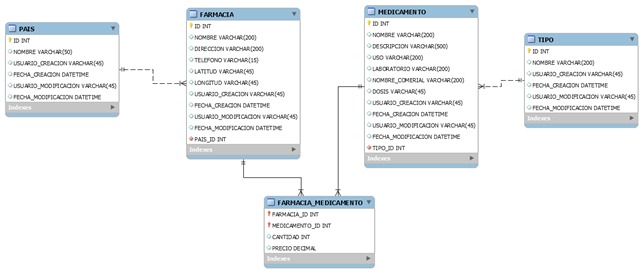 PAIS
ID INT
NOMBRE VARCHAR(50)
USUARIO_CREACION VARCHAR(45)
FECHA_CREACION DATETIME
USUARIO_MODIFICACION VARCHAR(45)
FECHA_MODIFICACION DATETIME
Indexes
FARMACIA
ID INT
NOMBRE VARCHAR(200)
DIRECCION VARCHAR(200)
TELEFONO VARCHAR(15)
LATITUD VARCHAR(45)
LONGITUD VARCHAR(45)
USUARIO_CREACION VARCHAR(45)
FECHA_CREACION DATETIME
USUARIO_MODIFICACION VARCHAR(45)
FECHA_MODIFICACION DATETIME
PAIS_ID INT
Indexes
MEDICAMENTO
ID INT
NOMBRE VARCHAR(200)
DESCRIPCION VARCHAR(500)
USO VARCHAR(200)
LABORATORIO VARCHAR(200)
NOMBRE_COMERIAL VARCHAR(200)
DOSIS VARCHAR(45)
USUARIO_CREACION VARCHAR(45)
FECHA_CREACION DATETIME
USUARIO_MODIFICACION VARCHAR(45)
FECHA_MODIFICACION DATETIME
TIPO_ID INT
Indexes
TIPO
ID INT
NOMBRE VARCHAR(200)
USUARIO_CREACION VARCHAR(45)
FECHA_CREACION DATETIME
USUARIO_MODIFICACION VARCHAR(45)
FECHA_MODIFICACION DATETIME
Indexes
FARMACIA_MEDICAMENTO
FARMACIA_ID INT
MEDICAMENTO_ID INT
CANTIDAD INT
PRECIO DECIMAL
Indexes